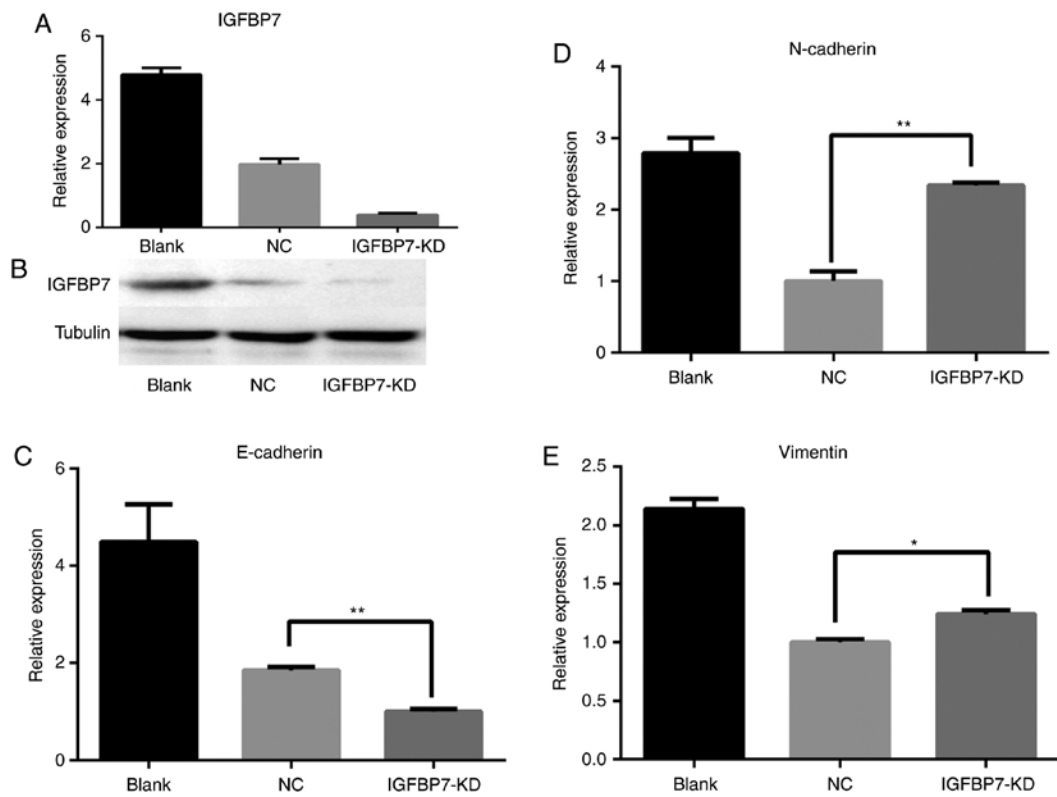 A
IGFBP7
Relative expression
6
4
2
0
Blank NC IGFBP7-KD
B
IGFBP7
Tubulin
Blank NC IGFBP7-KD
C
E-cadherin
Relative expression
6
4
2
0
**
Blank NC IGFBP7-KD
D
N-cadherin
Relative expression
4
3
2
1
0
**
Blank NC IGFBP7-KD
E
Vimentin
Relative expression
2.5
2.0
1.5
1.0
0.5
0.0
*
Blank NC IGFBP7-KD